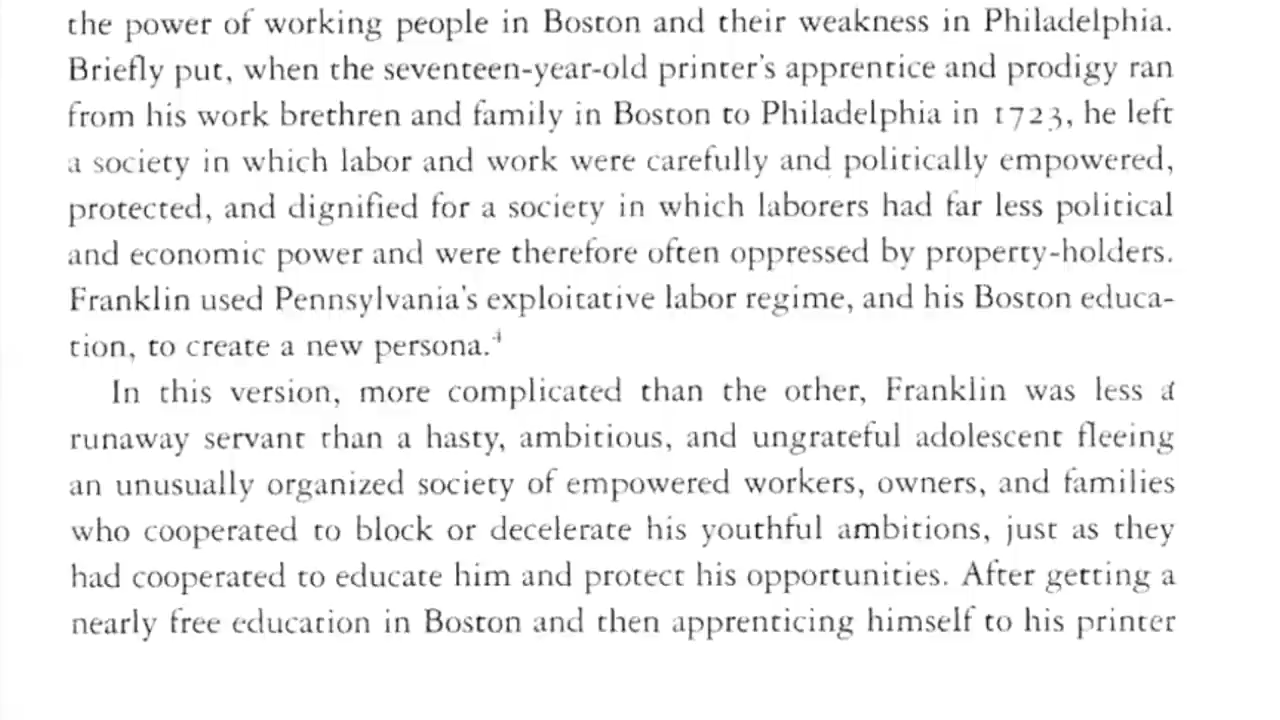 the power of working people in Boston and their weakness in Philadelphia.
Briefly put, when the seventeen-year-old printer's apprentice and prodigy ran
from his work brethren and family in Boston to Philadelphia in 1723, he left
a society in which labor and work were carefully and politically empowered,
protected, and dignified for a society in which laborers had far less political
and economic power and were therefore often oppressed by property-holders.
Franklin used Pennsylvania's exploitative labor regime, and his Boston educa-
tion, to create a new persona.4
In this version, more complicated than the other, Franklin was less a
runaway servant than a hasty, ambitious, and ungrateful adolescent fleeing
an unusually organized society of empowered workers, owners, and families
who cooperated to block or decelerate his youthful ambitions, just as they
had cooperated to educate him and protect his opportunities. After getting a
nearly free education in Boston and then apprenticing himself to his printer